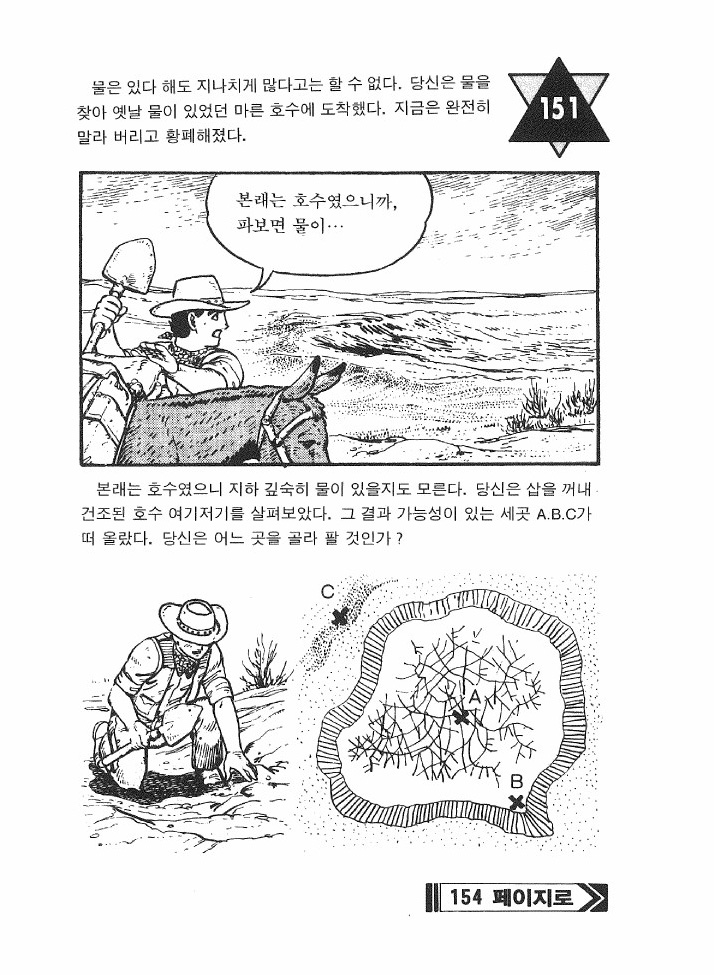 물은 있다 해도 지나치게 많다고는 할 수 없다. 당신은 물을
찾아 옛날 물이 있었던 마른 호수에 도착했다. 지금은 완전히
말라 버리고 황폐해졌다.
151
본래는 호수였으니까,
파보면 물이…
본래는 호수였으니 지하 깊숙히 물이 있을지도 모른다. 당신은 삽을 꺼내
건조된 호수 여기저기를 살펴보았다. 그 결과 가능성이 있는 세곳 A.B.C가
떠 올랐다. 당신은 어느 곳을 골라 팔 것인가?
C
A
B
154 페이지로